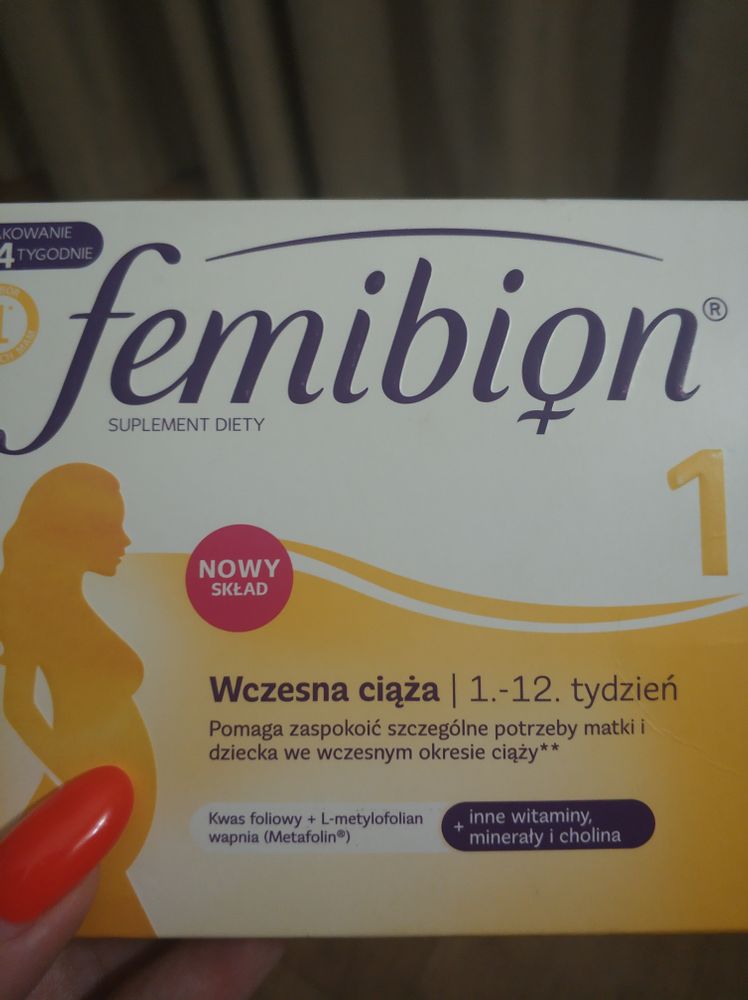 4 TYGODNIE
femibion®
SUPLEMENT DIETY
1
NOWY
SKŁAD
Wczesna ciąża | 1.-12. tydzień
Pomaga zaspokoić szczególne potrzeby matki i
dziecka we wczesnym okresie ciąży**
Kwas foliowy + L-metylofolian
wapnia (Metafolin®)
+ inne witaminy,
minerały i cholina